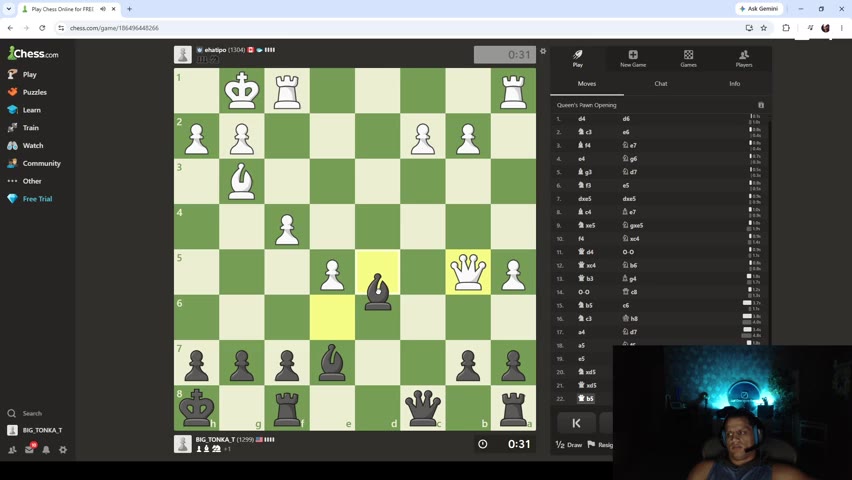 Play Chess Online for FREE
Ask Gemini
chess.com/game/186496448266
Chess.com
Play
Puzzles
Learn
Train
Watch
Community
Other
Free Trial
Search
BIG_TONKA_T
ehatipo (1304)
0:31
1
2
3
4
5
6
7
8
h g f e d c b a
BIG_TONKA_T (1299)
+1
0:31
Play
New Game
Games
Players
Moves
Chat
Info
Queen's Pawn Opening
1. d4 d6
2. c3 e6
3. f4 e7
4. e4 g6
5. g3 d7
6. f3 e5
7. dxe5 dxe5
8. c4 e7
9. xe5 gxe5
10. f4 xc4
11. d4 O-O
12. xc4 b6
13. b3 g4
14. O-O c8
15. b5 c6
16. c3 h8
17. a4 d7
18. a5
19. e5
20. xd5
21. xd5
22. b5
½ Draw
Resig